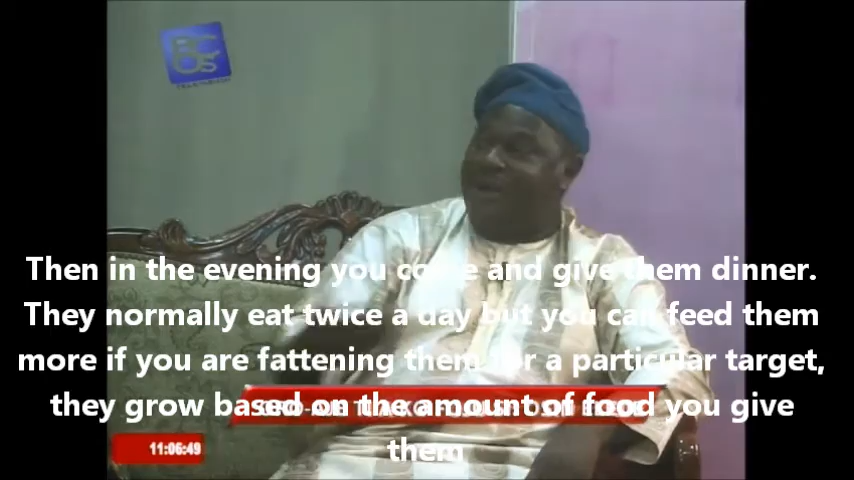 BCOS
TELEVISION
Then in the evening you come and give them dinner.
They normally eat twice a day but you can feed them
more if you are fattening them for a particular target,
they grow based on the amount of food you give
them
11:06:49